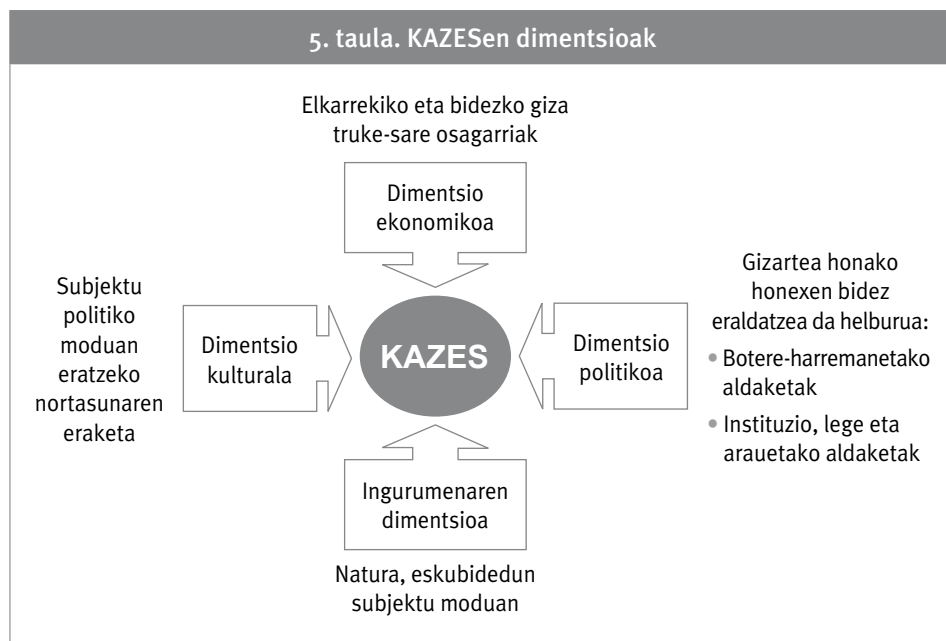 5. taula. KAZESen dimentsioak
Elkarrekiko eta bidezko giza
truke-sare osagarriak
Dimentsio
ekonomikoa
Subjektu
politiko
moduan
eratzeko
nortasunaren
eraketa
Dimentsio
kulturala
KAZES
Dimentsio
politikoa
Gizartea honako
honexen bidez
eraldatzea da helburua:
• Botere-harremanetako
aldaketak
• Instituzio, lege eta
arauetako aldaketak
Ingurumenaren
dimentsioa
Natura, eskubidedun
subjektu moduan